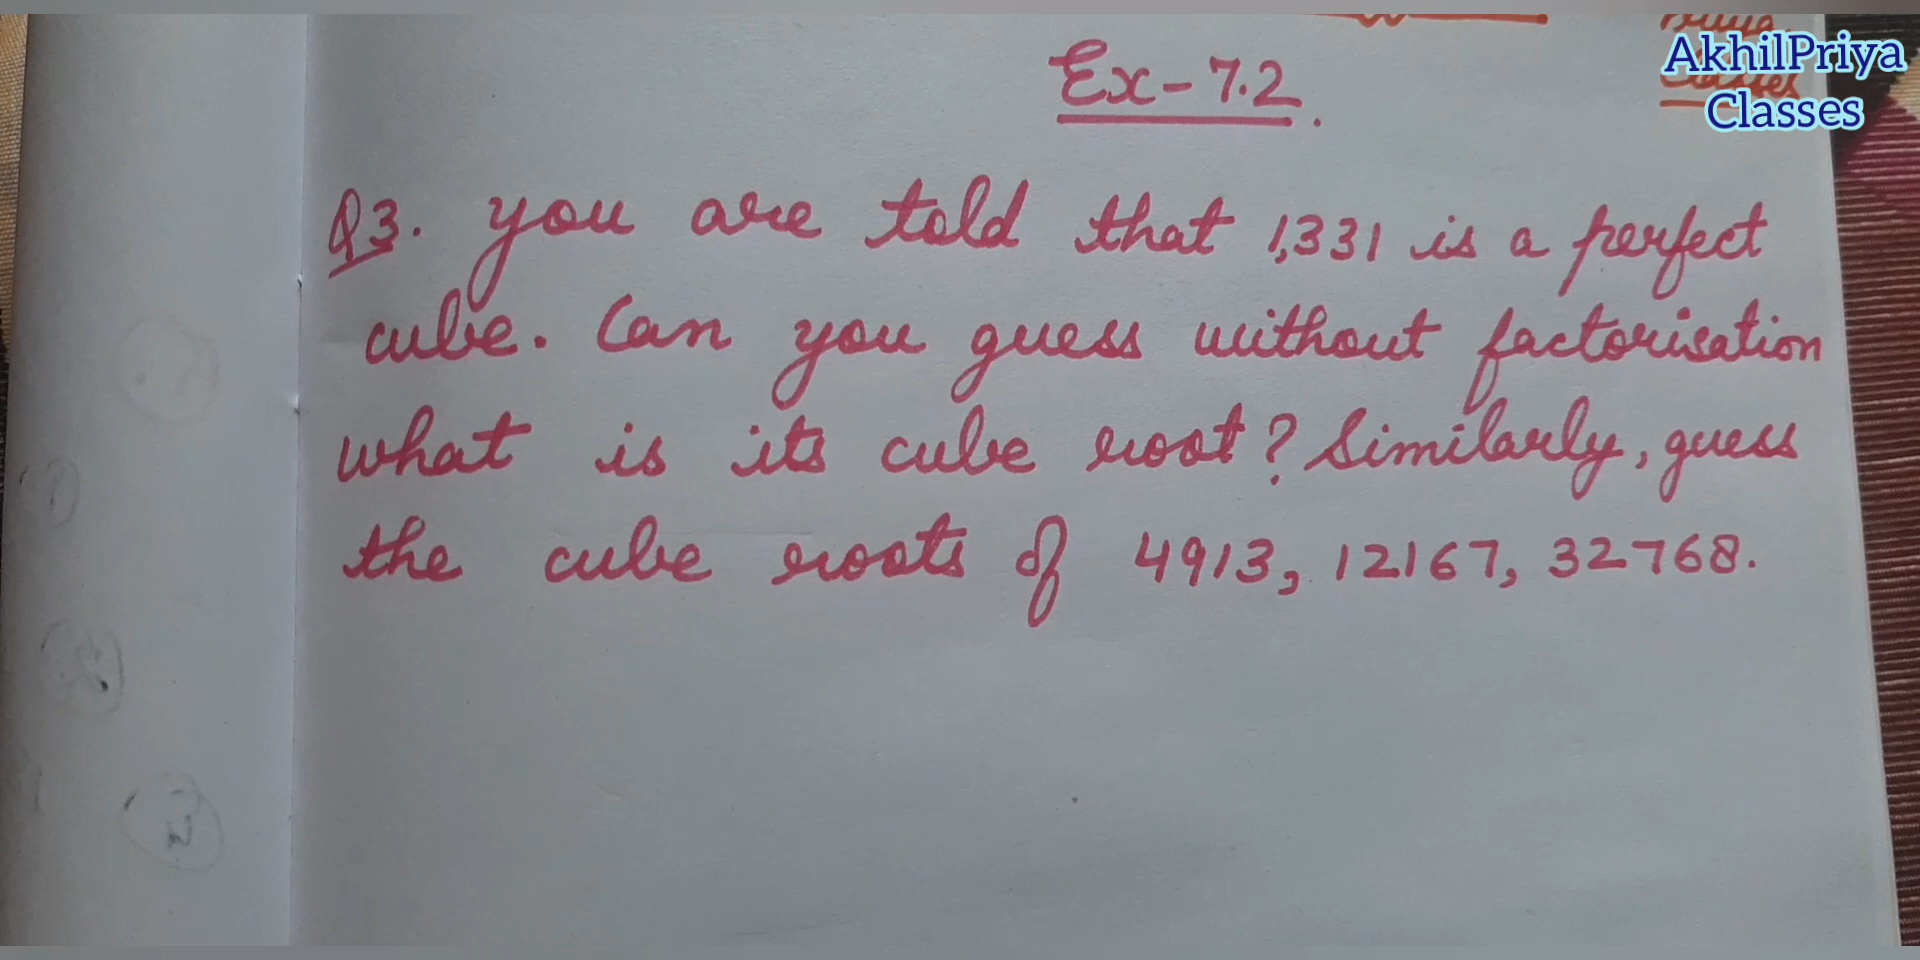 Ex-7.2.
AkhilPriya
Classes
Q3. you are told that 1,331 is a perfect
cube. Can you guess without factorisation
what is its cube root? Similarly, guess
the cube roots of 4913, 12167, 32768.